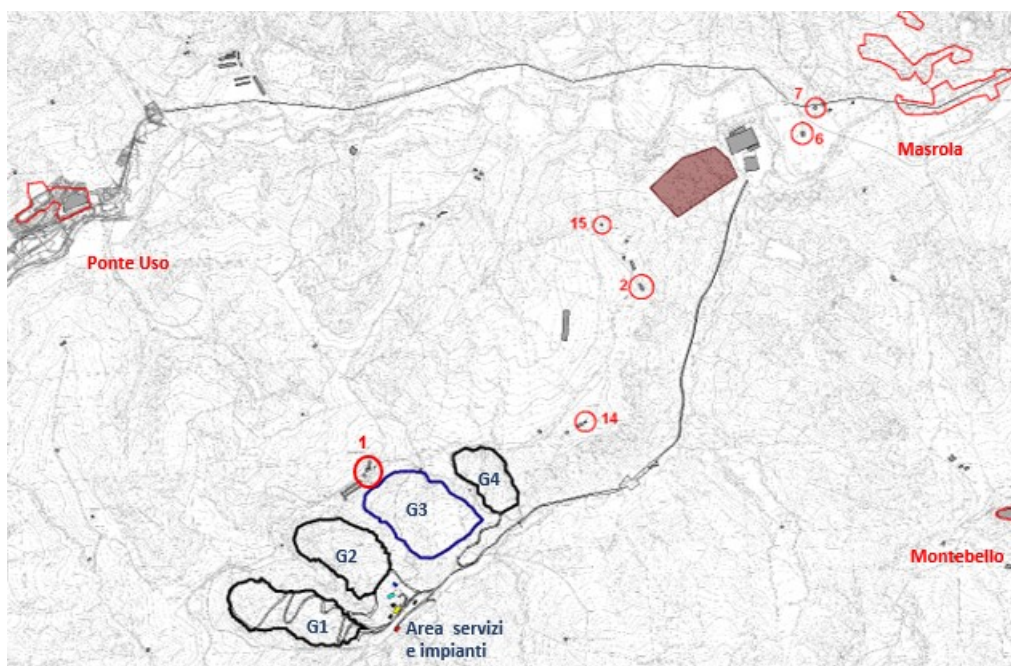 7
6
Masrola
15
Ponte Uso
2
14
1
G4
G3
G2
Montebello
G1
Area servizi
e impianti